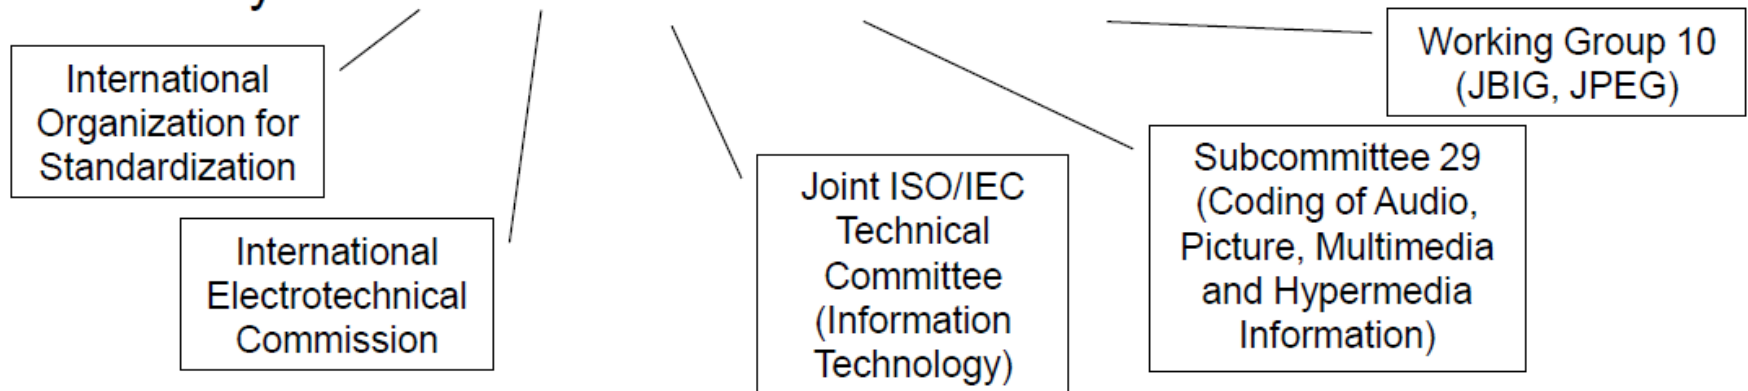 International
Organization for
Standardization
International
Electrotechnical
Commission
Joint ISO/IEC
Technical
Committee
(Information
Technology)
Subcommittee 29
(Coding of Audio,
Picture, Multimedia
and Hypermedia
Information)
Working Group 10
(JBIG, JPEG)